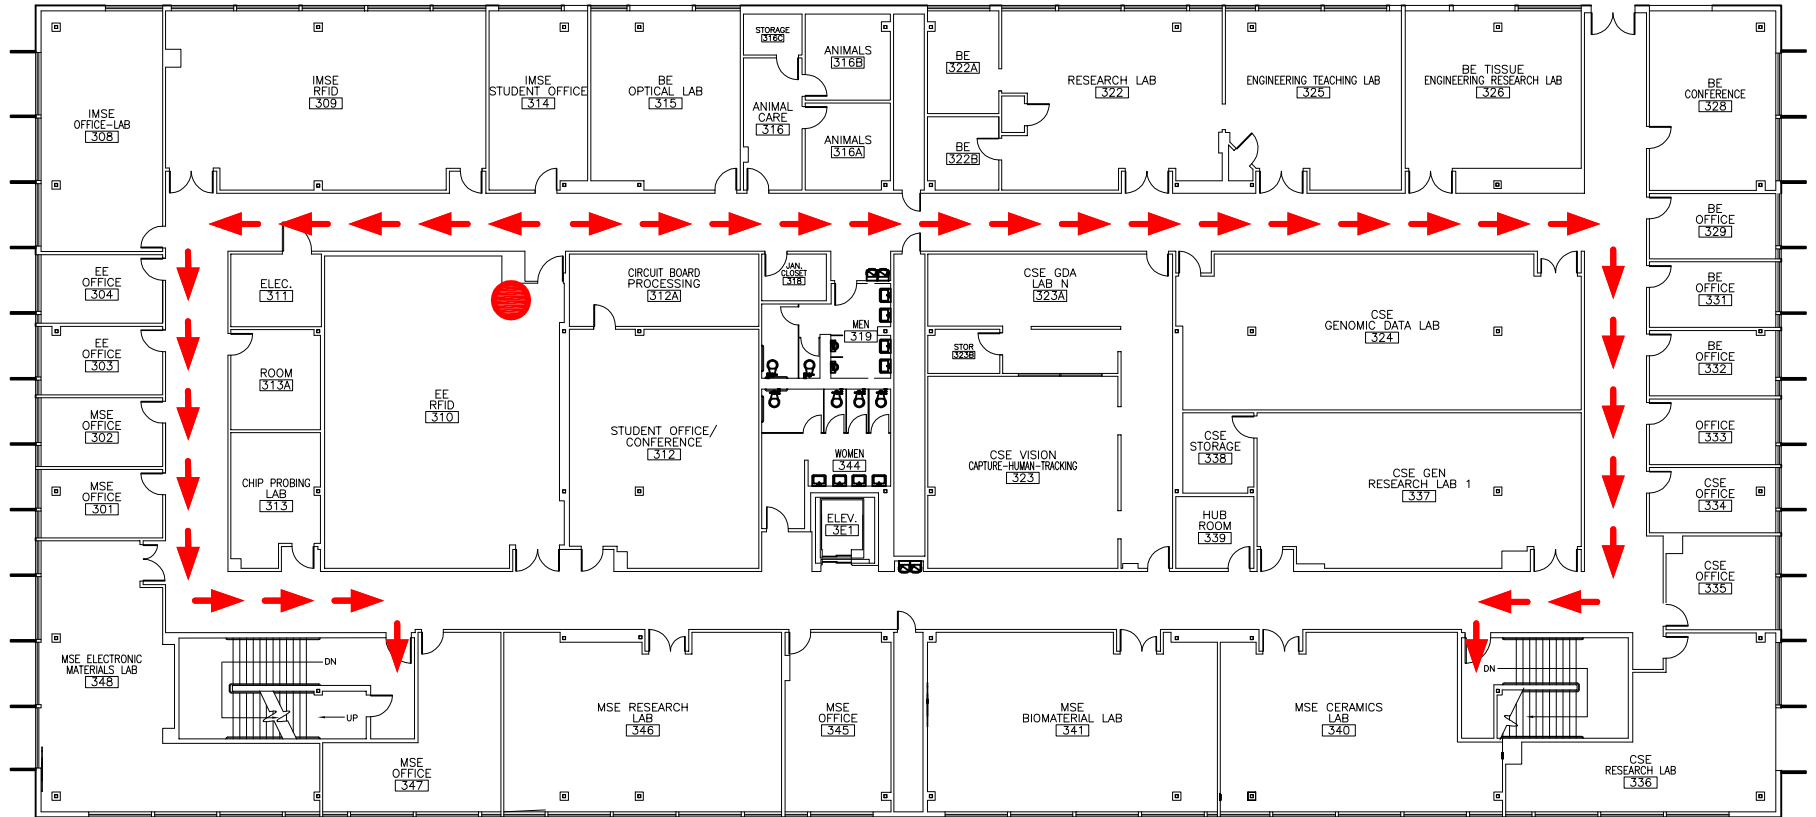 IMSE
OFFICE-LAB
308
IMSE
RFID
309
IMSE
STUDENT OFFICE
314
BE
OPTICAL LAB
315
STORAGE
316C
ANIMAL
CARE
316
ANIMALS
316B
ANIMALS
316A
BE
322A
BE
322B
RESEARCH LAB
322
ENGINEERING TEACHING LAB
325
BE TISSUE
ENGINEERING RESEARCH LAB
326
BE
CONFERENCE
328
EE
OFFICE
304
EE
OFFICE
303
MSE
OFFICE
302
MSE
OFFICE
301
ELEC.
311
ROOM
313A
CHIP PROBING
LAB
313
EE
RFID
310
CIRCUIT BOARD
PROCESSING
312A
STUDENT OFFICE/
CONFERENCE
312
JAN.
CLOSET
318
MEN
319
WOMEN
344
ELEV.
3E1
CSE GDA
LAB N
323A
STOR
323B
CSE VISION
CAPTURE-HUMAN-TRACKING
323
CSE
GENOMIC DATA LAB
324
CSE
STORAGE
338
HUB
ROOM
339
CSE GEN
RESEARCH LAB 1
337
BE
OFFICE
329
BE
OFFICE
331
BE
OFFICE
332
OFFICE
333
CSE
OFFICE
334
CSE
OFFICE
335
MSE ELECTRONIC
MATERIALS LAB
348
DN
UP
MSE
OFFICE
347
MSE RESEARCH
LAB
346
MSE
OFFICE
345
MSE
BIOMATERIAL LAB
341
MSE CERAMICS
LAB
340
DN
CSE
RESEARCH LAB
336